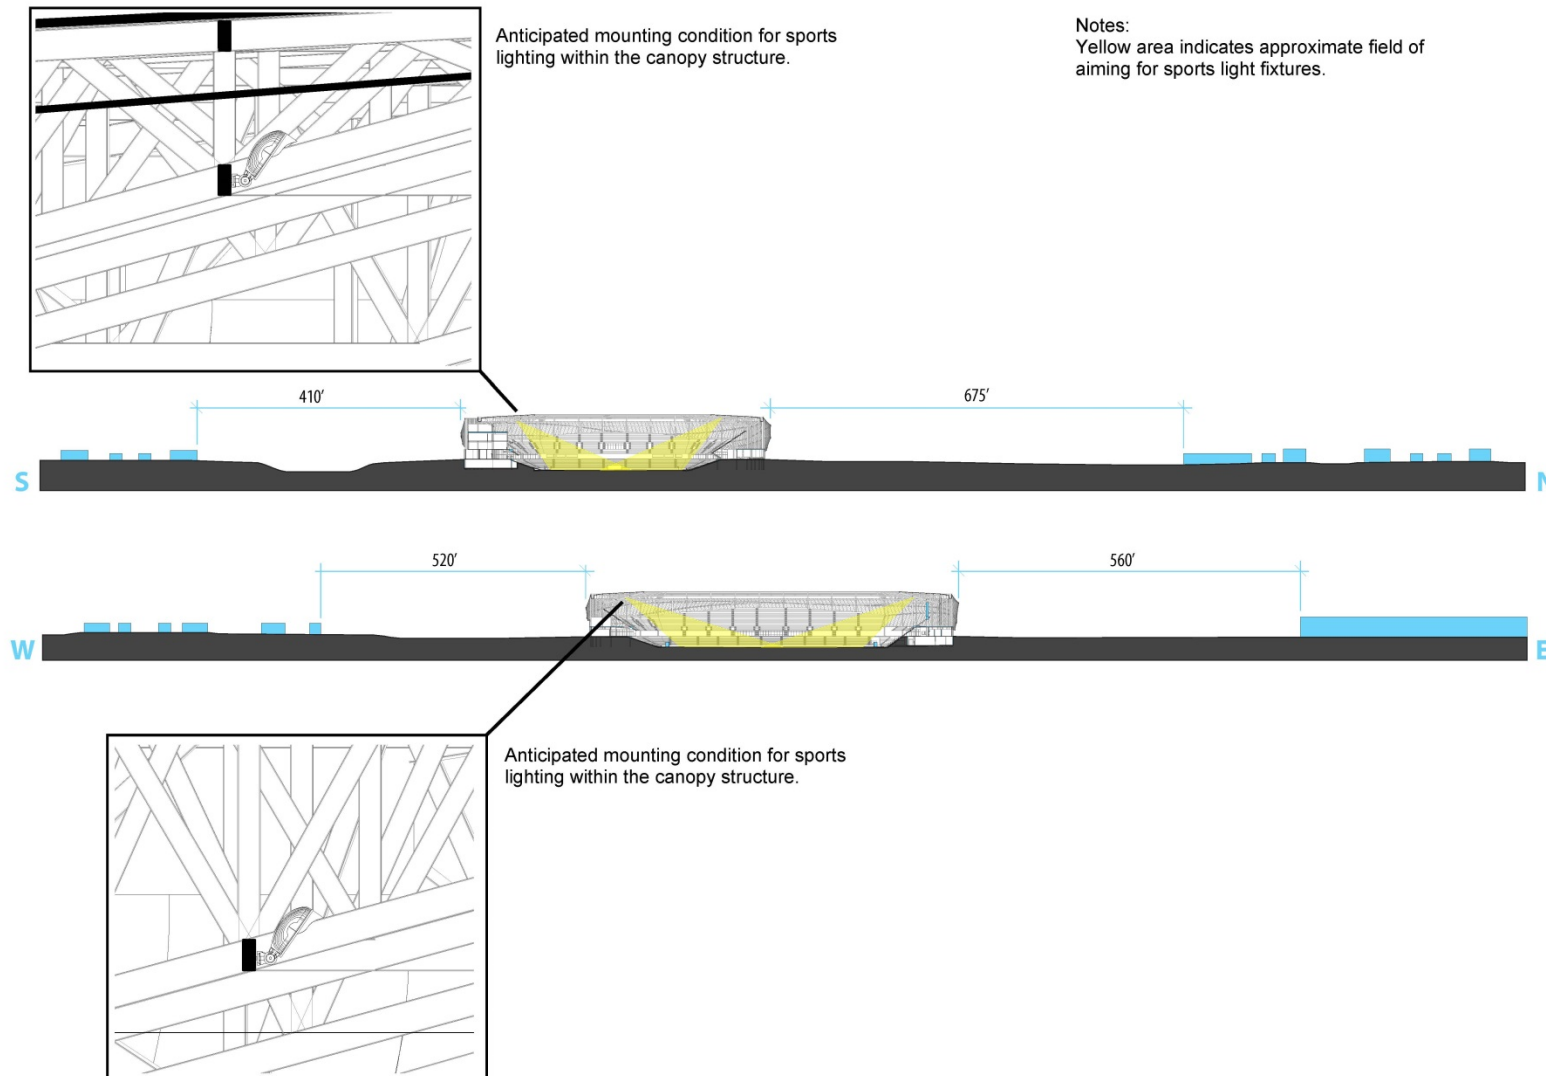 Anticipated mounting condition for sports
lighting within the canopy structure.
Notes:
Yellow area indicates approximate field of
aiming for sports light fixtures.
410'
675'
S
N
520'
560'
W
E
Anticipated mounting condition for sports
lighting within the canopy structure.